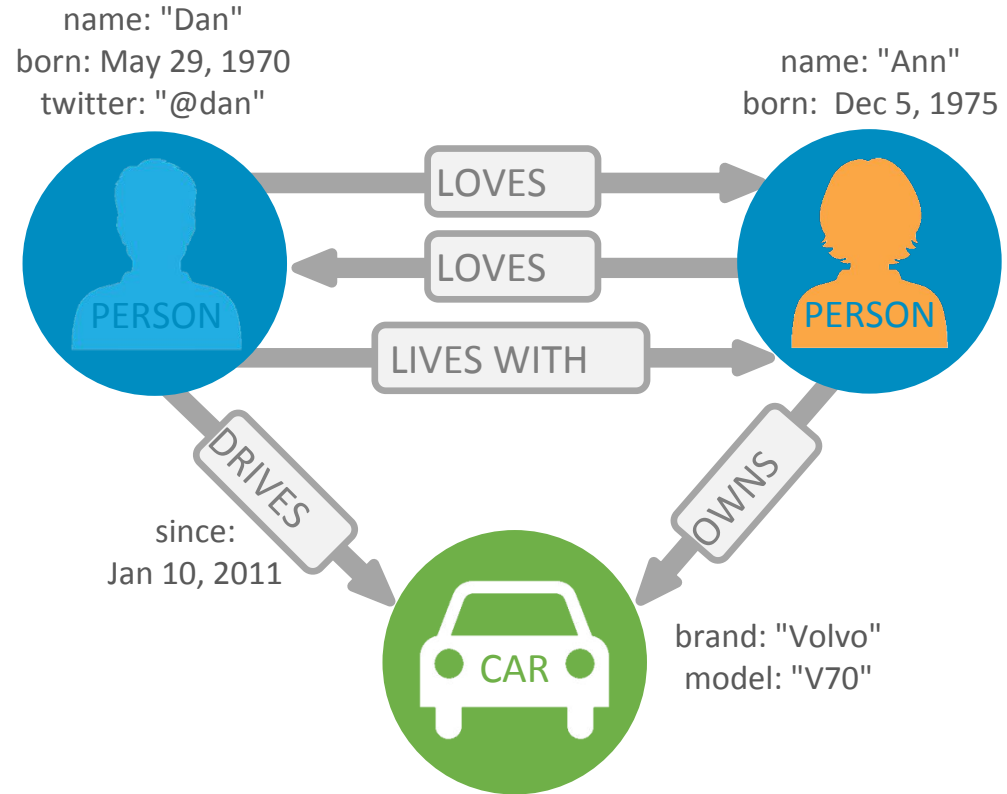 name: "Dan"
born: May 29, 1970
twitter: "@dan"
name: "Ann"
born:  Dec 5, 1975
LOVES
LOVES
PERSON
PERSON
LIVES WITH
DRIVES
OWNS
since:
Jan 10, 2011
CAR
brand: "Volvo"
model: "V70"